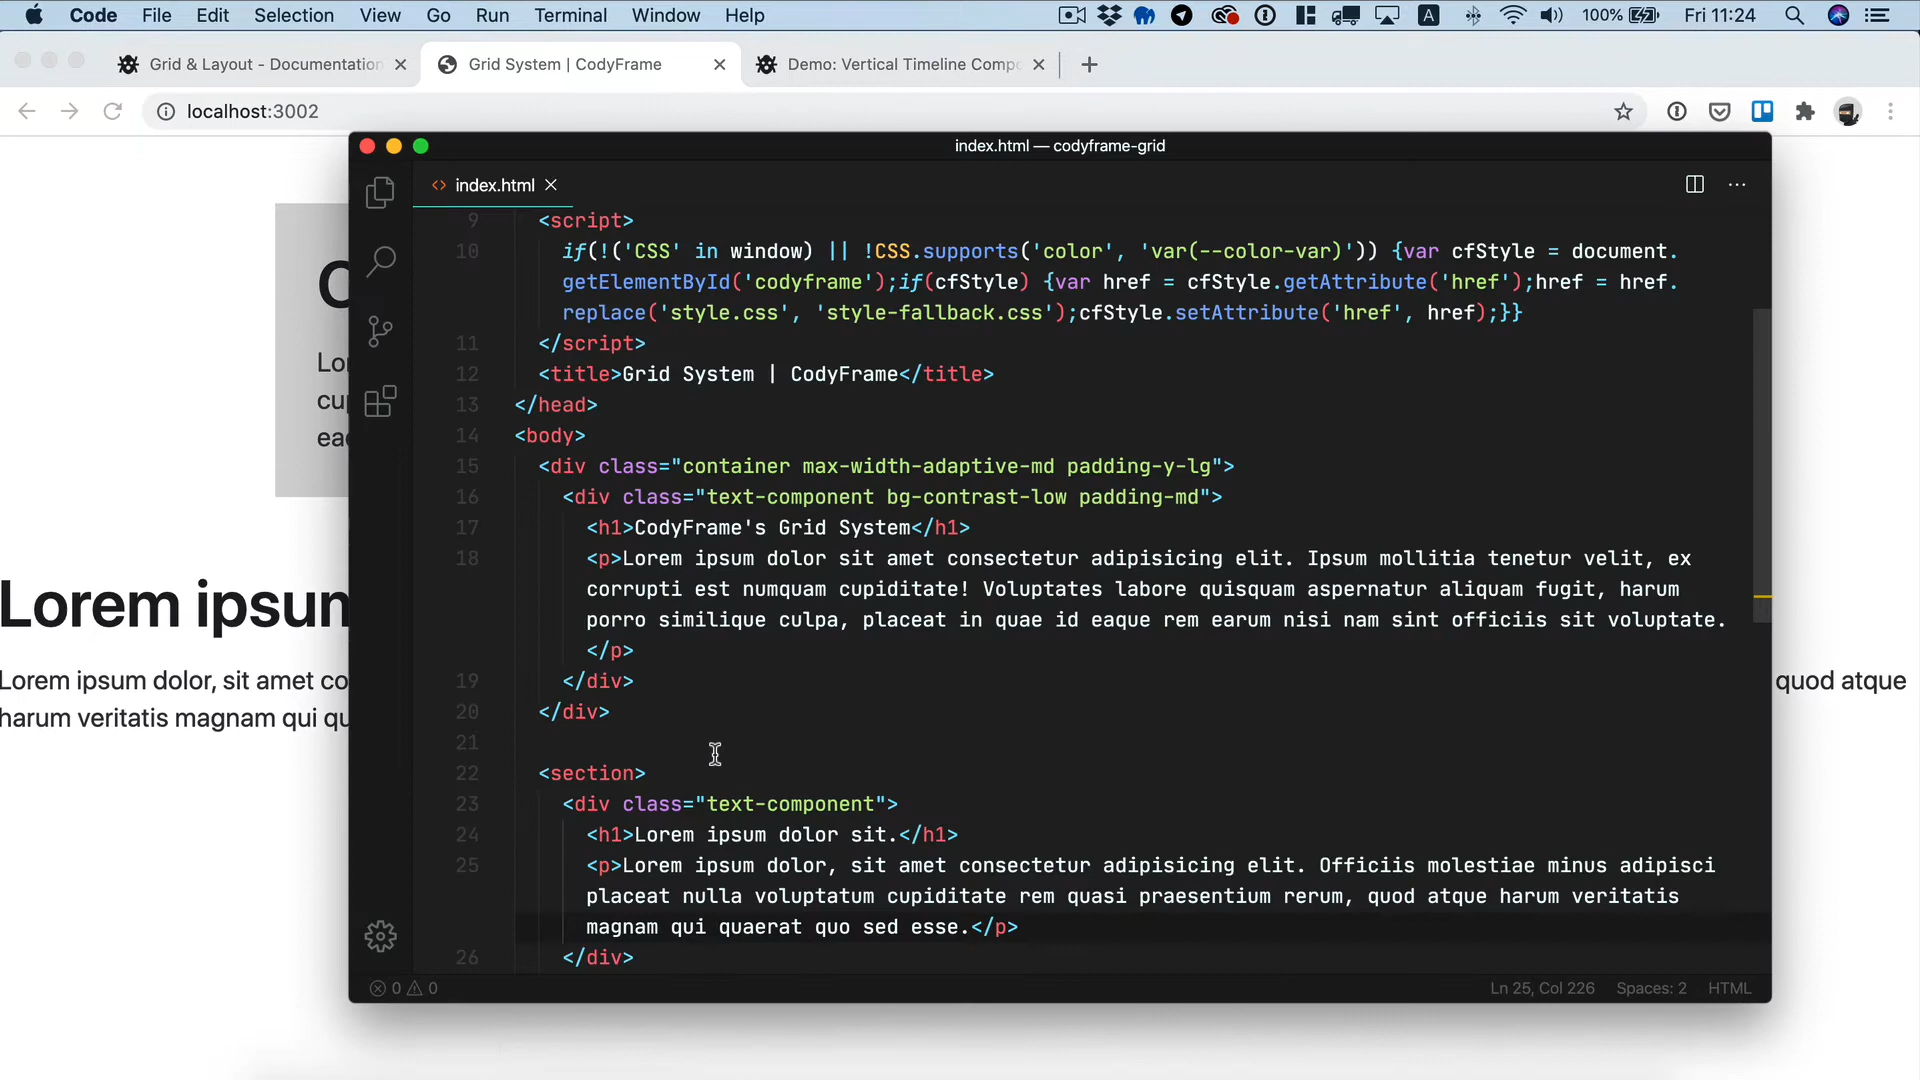 Code File Edit Selection View Go Run Terminal Window Help A 100% Fri 11:24
Grid & Layout - Documentation Grid System | CodyFrame Demo: Vertical Timeline Compo
localhost:3002
index.html — codyframe-grid
index.html
9 <script>
10 if(!('CSS' in window) || !CSS.supports('color', 'var(--color-var)')) {var cfStyle = document.
getElementById('codyframe');if(cfStyle) {var href = cfStyle.getAttribute('href');href = href.
replace('style.css', 'style-fallback.css');cfStyle.setAttribute('href', href);}}
11 </script>
12 <title>Grid System | CodyFrame</title>
13 </head>
14 <body>
15 <div class="container max-width-adaptive-md padding-y-lg">
16 <div class="text-component bg-contrast-low padding-md">
17 <h1>CodyFrame's Grid System</h1>
18 <p>Lorem ipsum dolor sit amet consectetur adipisicing elit. Ipsum mollitia tenetur velit, ex
corrupti est numquam cupiditate! Voluptates labore quisquam aspernatur aliquam fugit, harum
porro similique culpa, placeat in quae id eaque rem earum nisi nam sint officiis sit voluptate.
</p>
19 </div>
20 </div>
21
22 <section>
23 <div class="text-component">
24 <h1>Lorem ipsum dolor sit.</h1>
25 <p>Lorem ipsum dolor, sit amet consectetur adipisicing elit. Officiis molestiae minus adipisci
placeat nulla voluptatum cupiditate rem quasi praesentium rerum, quod atque harum veritatis
magnam qui quaerat quo sed esse.</p>
26 </div>
0 0 Ln 25, Col 226 Spaces: 2 HTML
C
Lor
cup
eac
Lorem ipsum
Lorem ipsum dolor, sit amet co
quod atque
harum veritatis magnam qui qu